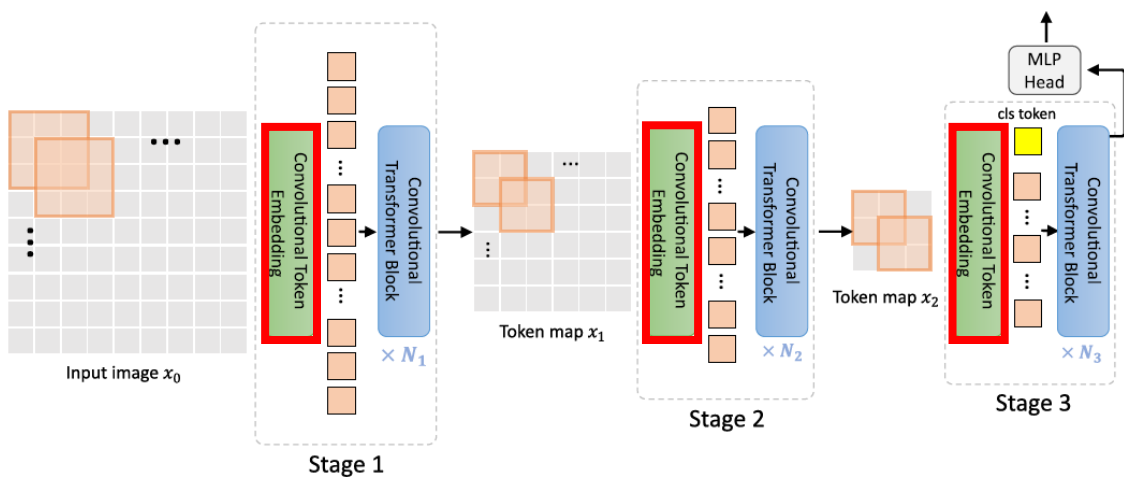 Input image x₀
Convolutional Token
Embedding
Convolutional
Transformer Block
× N₁
Stage 1
Token map x₁
Convolutional Token
Embedding
Convolutional
Transformer Block
× N₂
Stage 2
Token map x₂
MLP
Head
cls token
Convolutional Token
Embedding
Convolutional
Transformer Block
× N₃
Stage 3